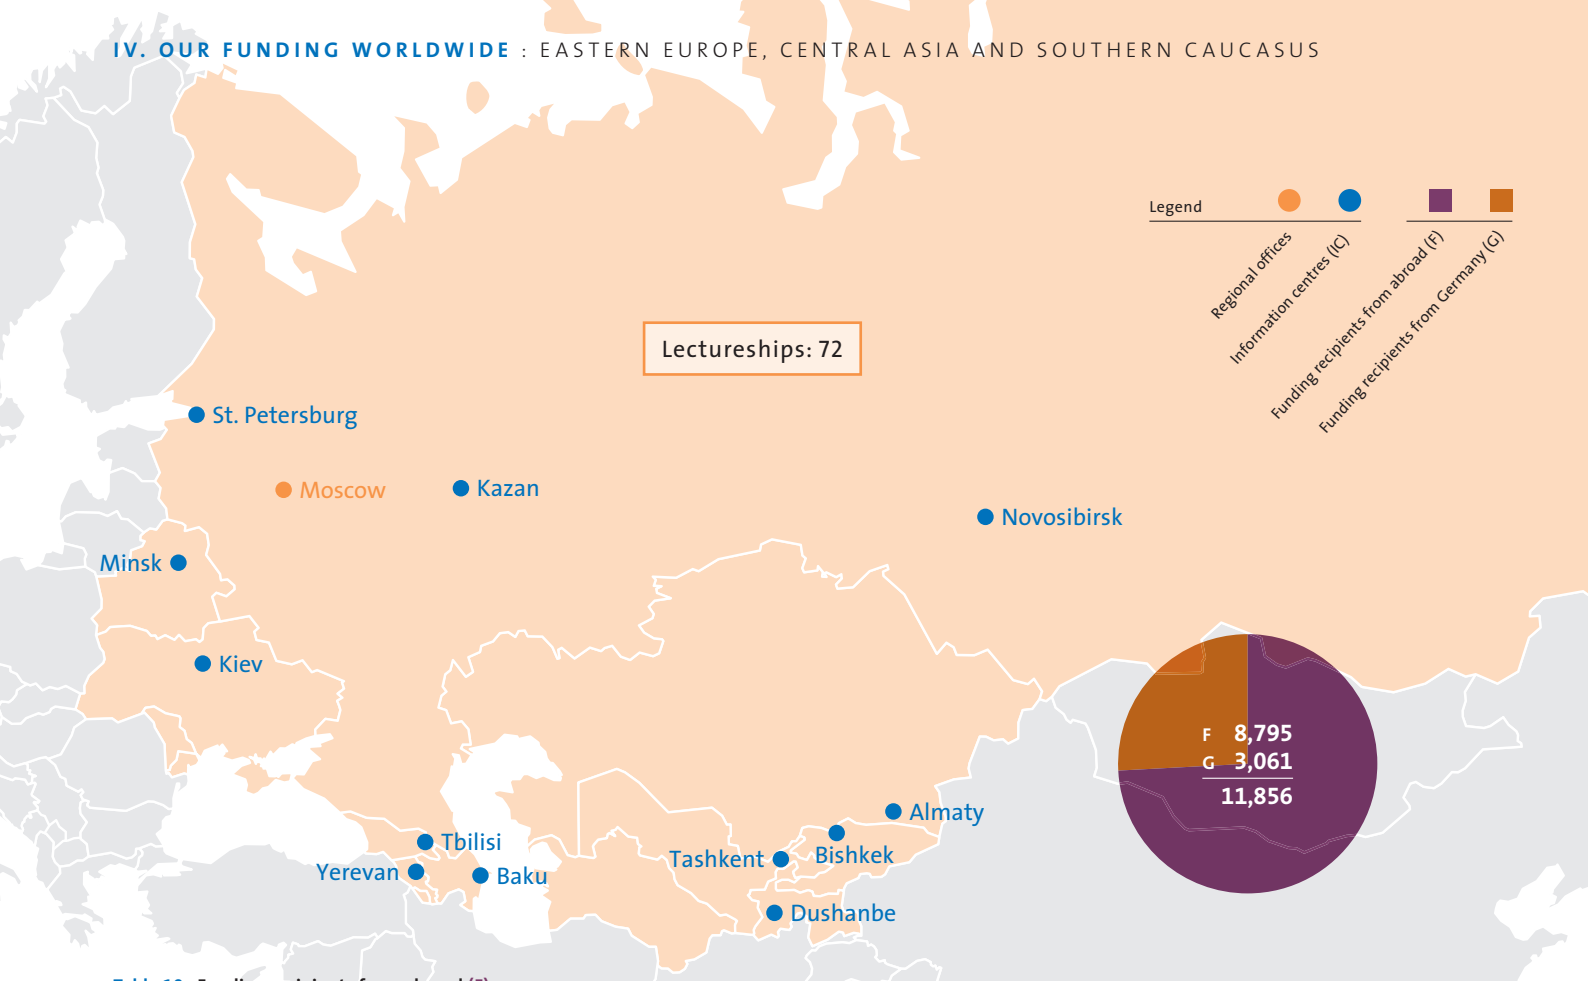 IV. OUR FUNDING WORLDWIDE : EASTERN EUROPE, CENTRAL ASIA AND SOUTHERN CAUCASUS
Legend
Regional offices
Information centres (IC)
Funding recipients from abroad (F)
Funding recipients from Germany (G)
Lectureships: 72
St. Petersburg
Moscow
Kazan
Novosibirsk
Minsk
Kiev
F 8,795
G 3,061
11,856
Almaty
Tbilisi
Bishkek
Tashkent
Yerevan
Baku
Dushanbe